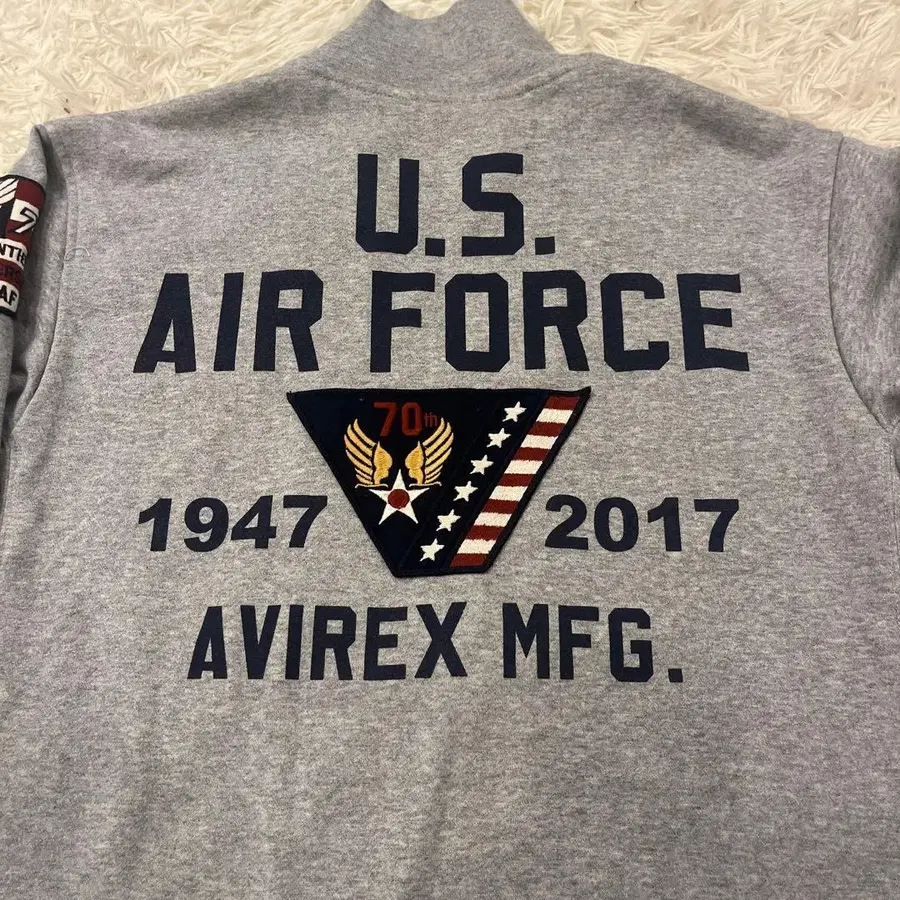 U.S.
AIR FORCE
70th
1947 2017
AVIREX MFG.